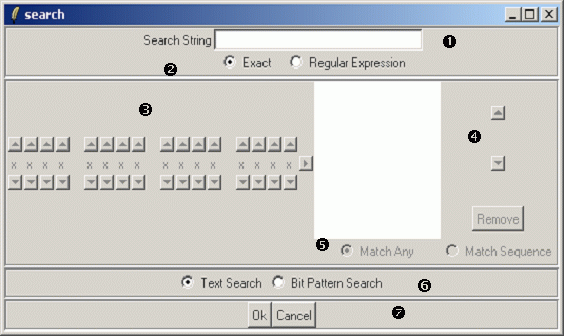 search
Search String ❶
❷ Exact Regular Expression
❸
❹
x x x x x x x x x x x x x x x x
Remove
❺ Match Any Match Sequence
Text Search Bit Pattern Search ❻
Ok Cancel ❼